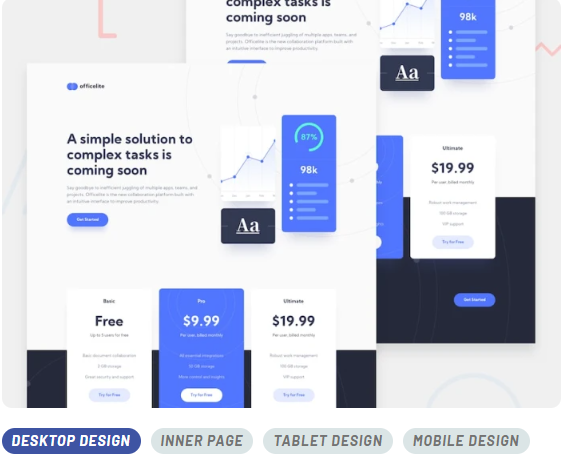 complex tasks is
coming soon
Say goodbye to inefficient juggling of multiple apps, teams, and
projects. Officelite is the new collaboration platform built with
an intuitive interface to improve productivity.
98k
Aa
officelite
A simple solution to
complex tasks is
coming soon
Say goodbye to inefficient juggling of multiple apps, teams, and
projects. Officelite is the new collaboration platform built with
an intuitive interface to improve productivity.
Get Started
87%
98k
Aa
Ultimate
$19.99
Per user, billed monthly
Robust work management
100 GB storage
VIP support
Try for Free
Get Started
Basic
Free
Up to 5 users for free
Basic document collaboration
2 GB storage
Great security and support
Try for Free
Pro
$9.99
Per user, billed monthly
All essential integrations
50 GB storage
More control and insights
Try for Free
Ultimate
$19.99
Per user, billed monthly
Robust work management
100 GB storage
VIP support
Try for Free
DESKTOP DESIGN
INNER PAGE
TABLET DESIGN
MOBILE DESIGN